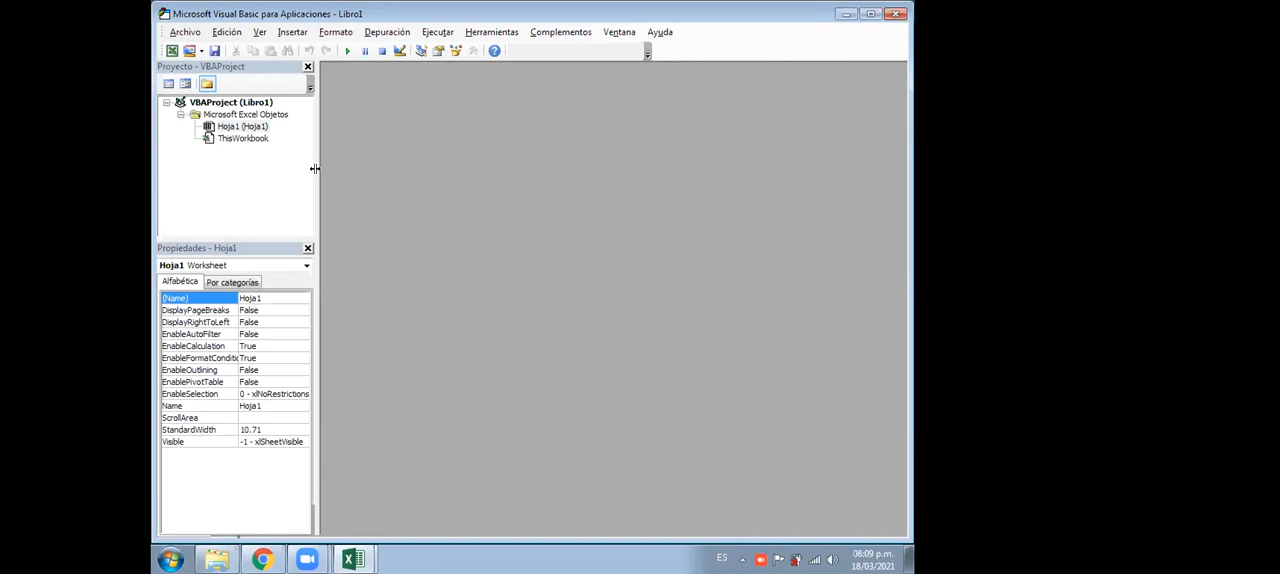 Microsoft Visual Basic para Aplicaciones - Libro1
Archivo Edición Ver Insertar Formato Depuración Ejecutar Herramientas Complementos Ventana Ayuda
Proyecto - VBAProject
VBAProject (Libro1)
Microsoft Excel Objetos
Hoja1 (Hoja1)
ThisWorkbook
Propiedades - Hoja1
Hoja1 Worksheet
Alfabética Por categorías
(Name) Hoja1
DisplayPageBreaks False
DisplayRightToLeft False
EnableAutoFilter False
EnableCalculation True
EnableFormatConditic True
EnableOutlining False
EnablePivotTable False
EnableSelection 0 - xlNoRestrictions
Name Hoja1
ScrollArea
StandardWidth 10.71
Visible -1 - xlSheetVisible
ES 08:09 p.m.
18/03/2021